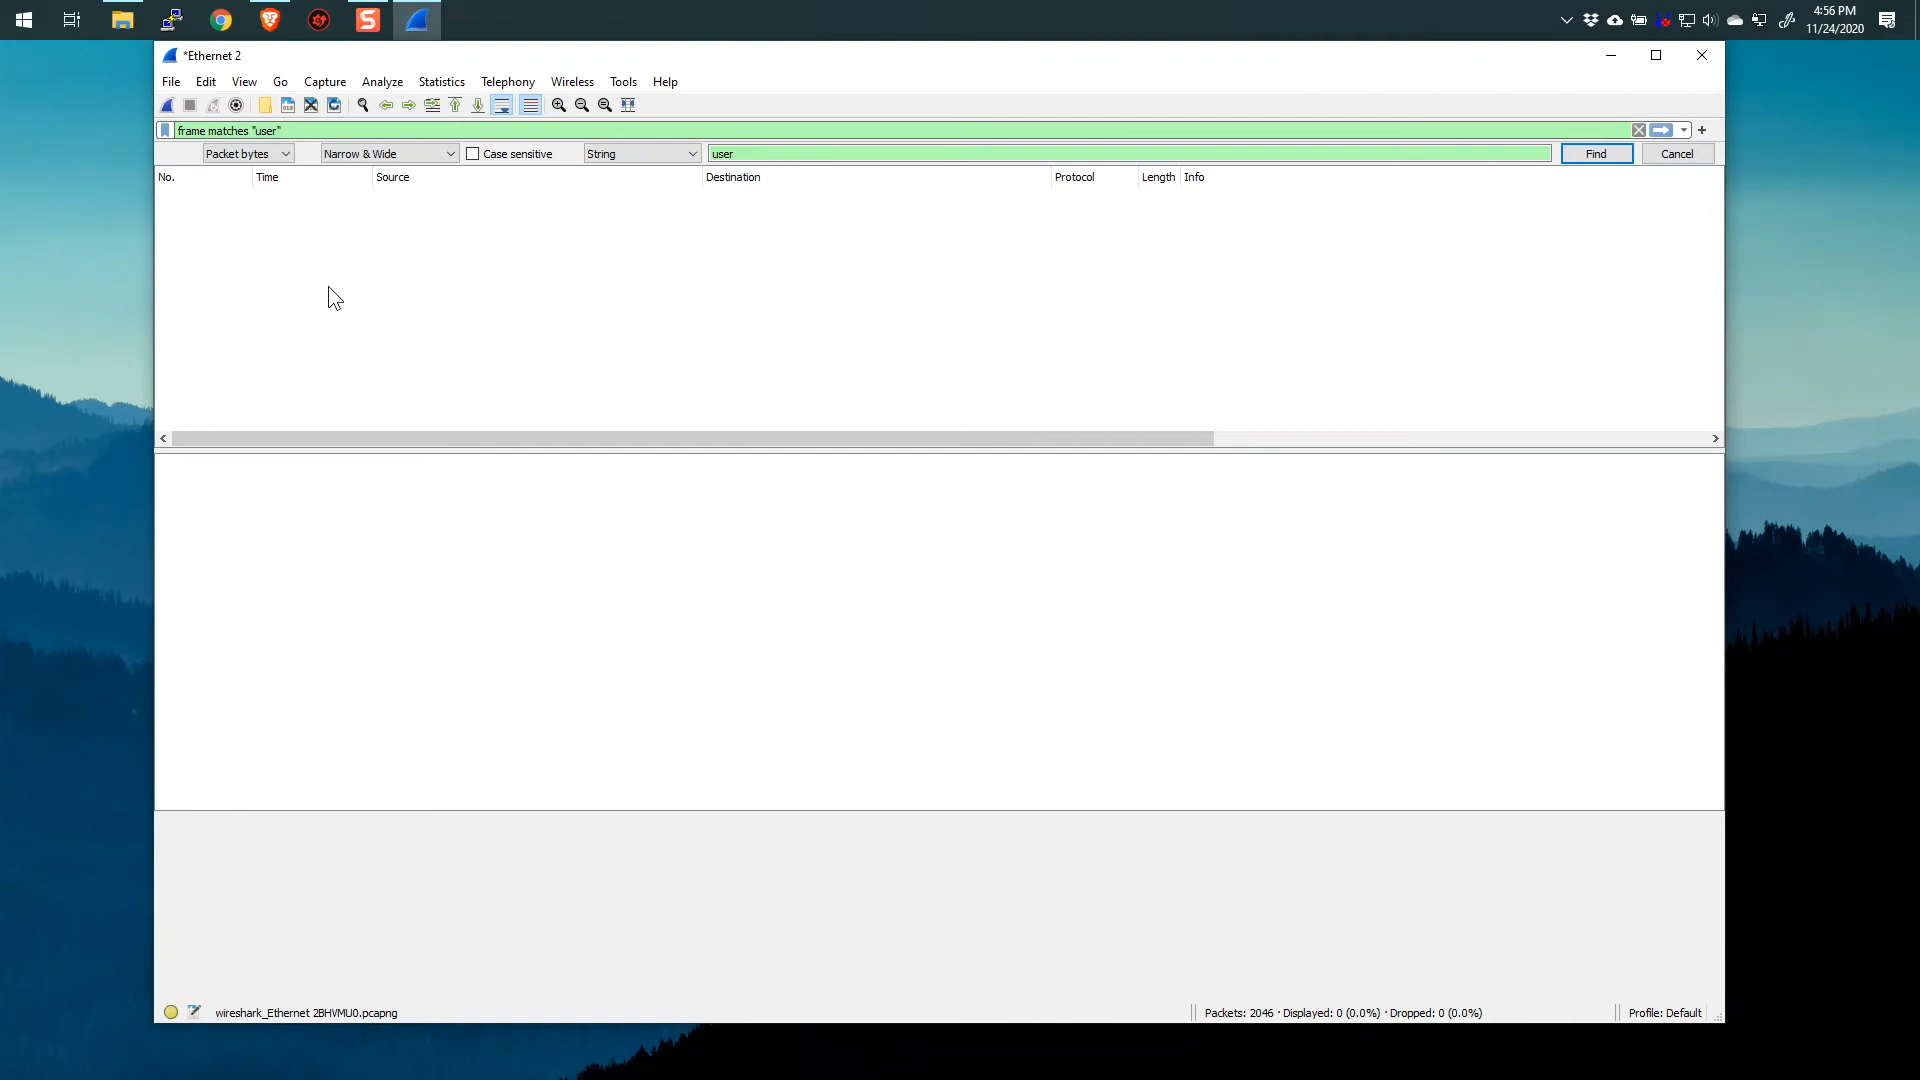 4:56 PM
11/24/2020
*Ethernet 2
File Edit View Go Capture Analyze Statistics Telephony Wireless Tools Help
frame matches "user"
Packet bytes Narrow & Wide Case sensitive String user Find Cancel
No. Time Source Destination Protocol Length Info
wireshark_Ethernet 2BHVMU0.pcapng Packets: 2046 · Displayed: 0 (0.0%) · Dropped: 0 (0.0%) Profile: Default